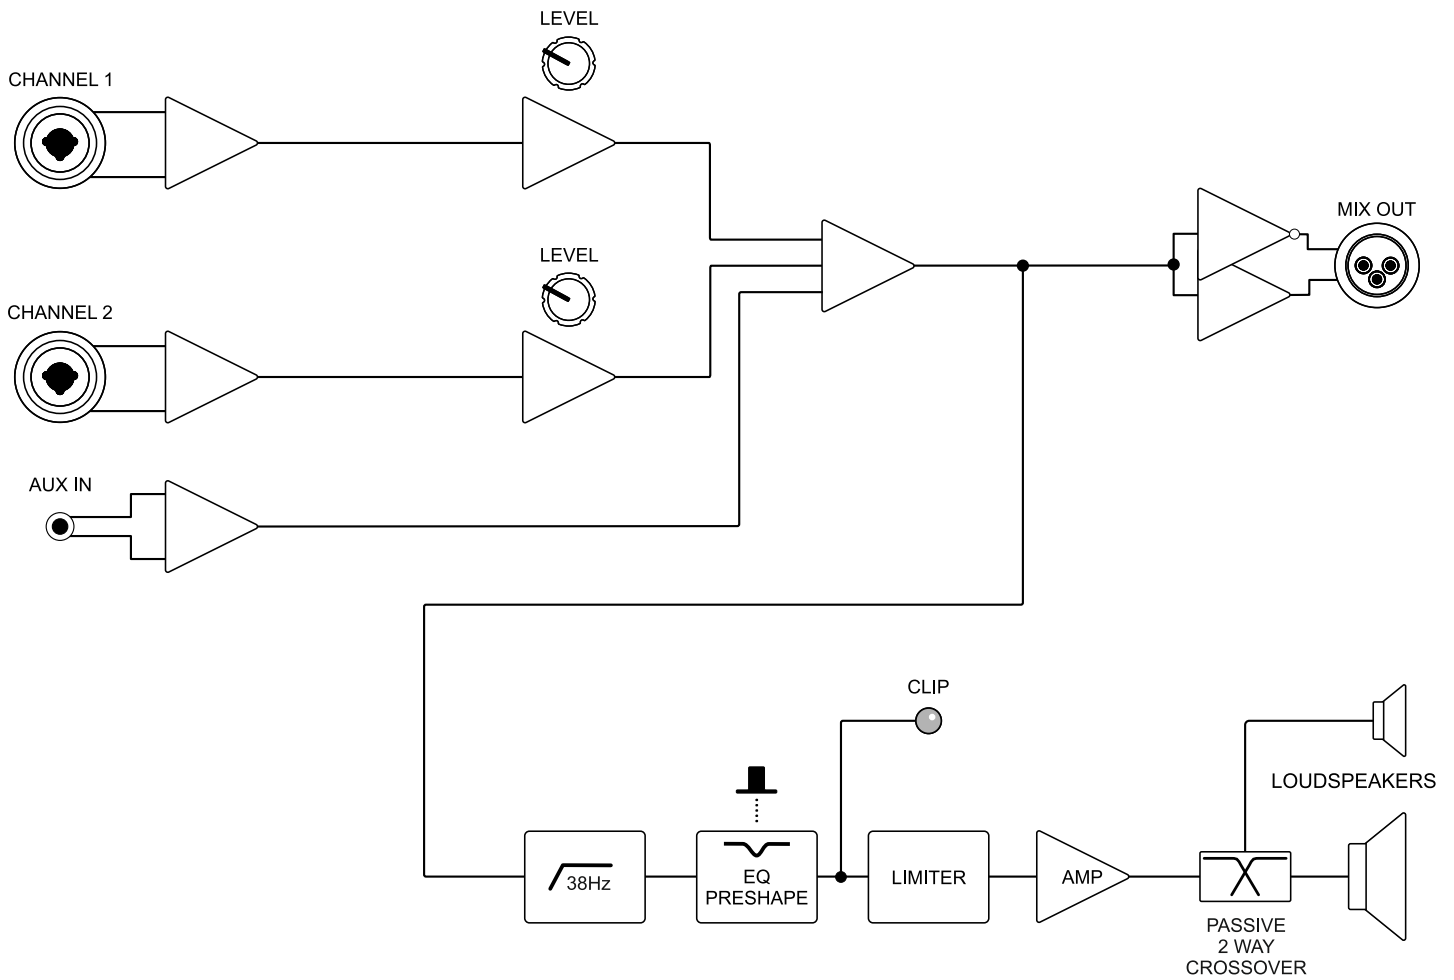 LEVEL
CHANNEL 1
MIX OUT
LEVEL
CHANNEL 2
AUX IN
CLIP
LOUDSPEAKERS
38Hz
EQ
PRESHAPE
LIMITER
AMP
PASSIVE
2 WAY
CROSSOVER